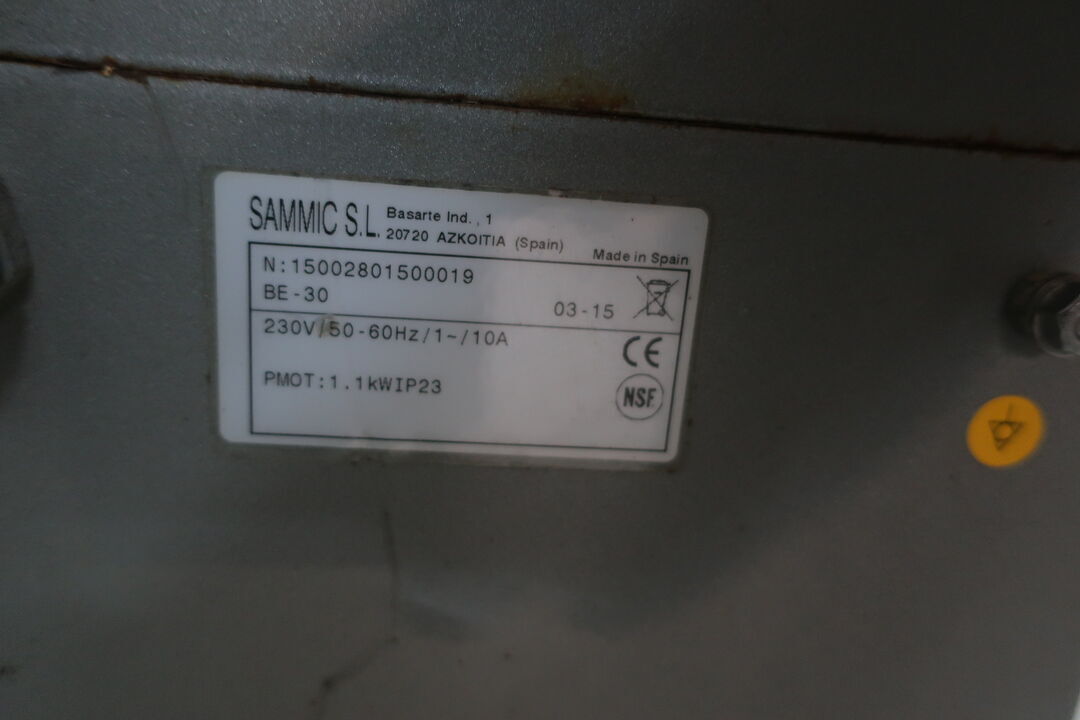 SAMMIC S.L. Basarte Ind., 1
20720 AZKOITIA (Spain)
Made in Spain
N:15002801500019
BE-30
03-15
230V/50-60Hz/1~/10A
CE
PMOT:1.1kWIP23
NSF